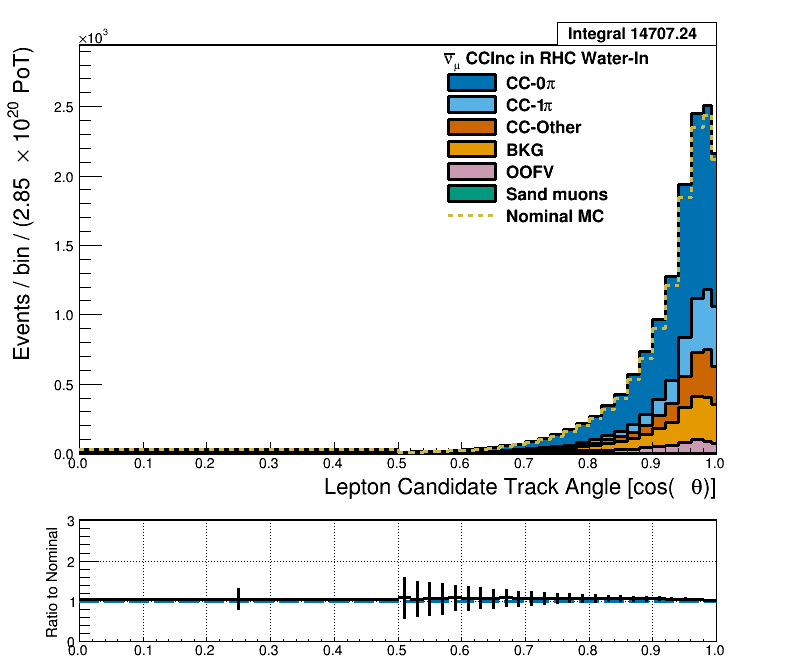 Integral 14707.24
×10³
ν̅μ CCInc in RHC Water-In
CC-0π
CC-1π
CC-Other
BKG
OOFV
Sand muons
Nominal MC
Events / bin / (2.85 × 10²⁰ PoT)
2.5
2.0
1.5
1.0
0.5
0.0
0.0 0.1 0.2 0.3 0.4 0.5 0.6 0.7 0.8 0.9 1.0
Lepton Candidate Track Angle [cos( θ)]
Ratio to Nominal
3
2
1
0
0.0 0.1 0.2 0.3 0.4 0.5 0.6 0.7 0.8 0.9 1.0